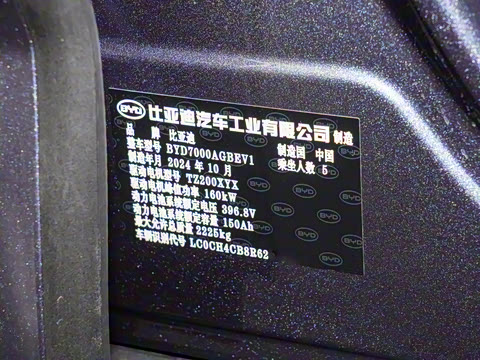 BYD 比亚迪汽车工业有限公司 制造
品 牌 比亚迪 制造国 中国
整车型号 BYD7000AGBEV1 乘坐人数 5
制造年月 2024 年 10 月
驱动电机型号 TZ200XYX
驱动电机峰值功率 160kW
动力电池系统额定电压 396.8V
动力电池系统额定容量 150Ah
最大允许总质量 2225kg
车辆识别代号 LC0CH4CB8R62